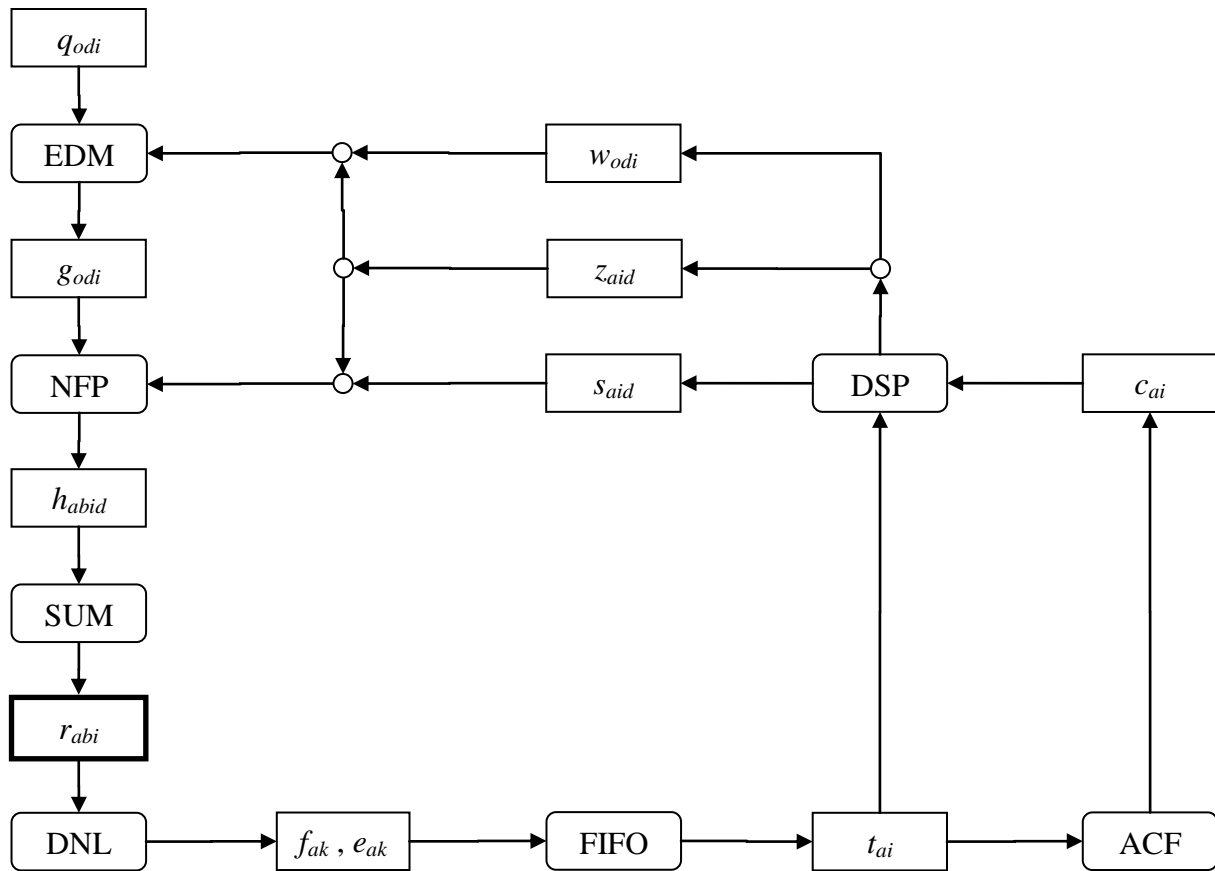 q_odi
EDM
w_odi
g_odi
z_aid
NFP
s_aid
DSP
c_ai
h_abid
SUM
r_abi
DNL
f_ak , e_ak
FIFO
t_ai
ACF